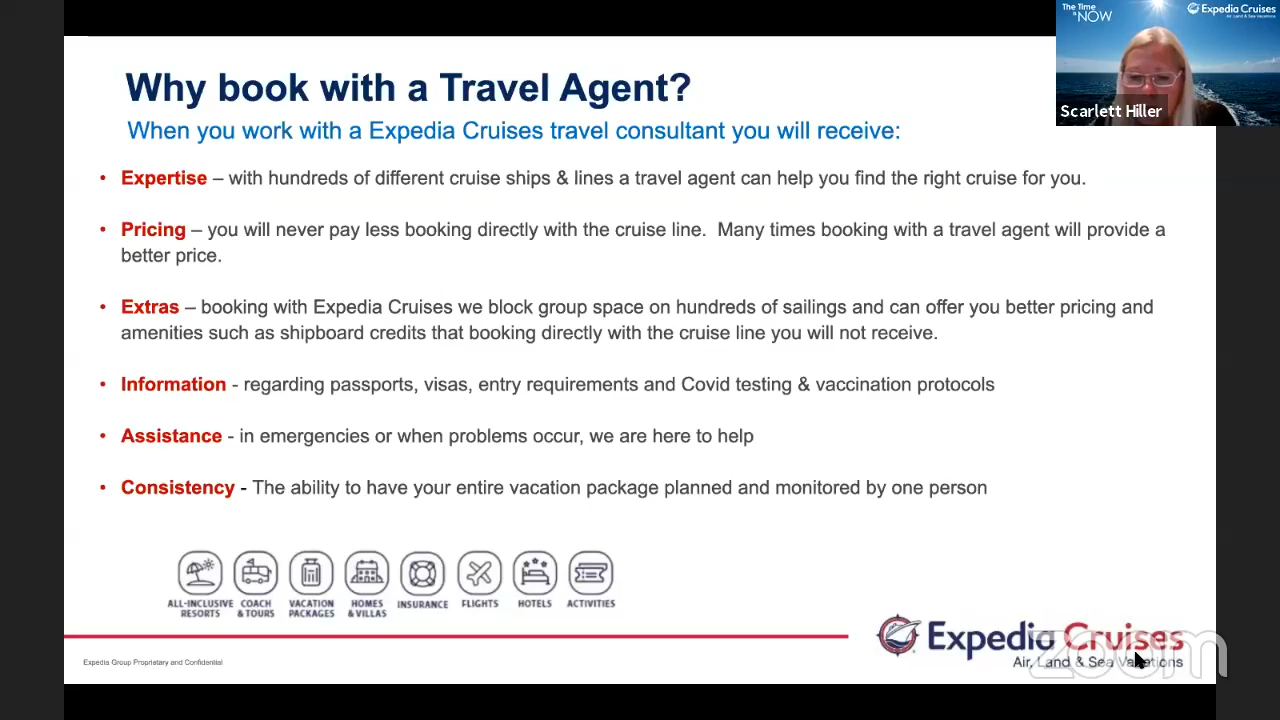 The Time
is NOW
Expedia Cruises
Air, Land & Sea Vacations
Scarlett Hiller
Why book with a Travel Agent?
When you work with a Expedia Cruises travel consultant you will receive:
• Expertise – with hundreds of different cruise ships & lines a travel agent can help you find the right cruise for you.
• Pricing – you will never pay less booking directly with the cruise line.  Many times booking with a travel agent will provide a
better price.
• Extras – booking with Expedia Cruises we block group space on hundreds of sailings and can offer you better pricing and
amenities such as shipboard credits that booking directly with the cruise line you will not receive.
• Information - regarding passports, visas, entry requirements and Covid testing & vaccination protocols
• Assistance - in emergencies or when problems occur, we are here to help
• Consistency - The ability to have your entire vacation package planned and monitored by one person
ALL-INCLUSIVE
RESORTS
COACH
& TOURS
VACATION
PACKAGES
HOMES
& VILLAS
INSURANCE
FLIGHTS
HOTELS
ACTIVITIES
Expedia Group Proprietary and Confidential
Expedia Cruises
Air, Land & Sea Vacations
zoom